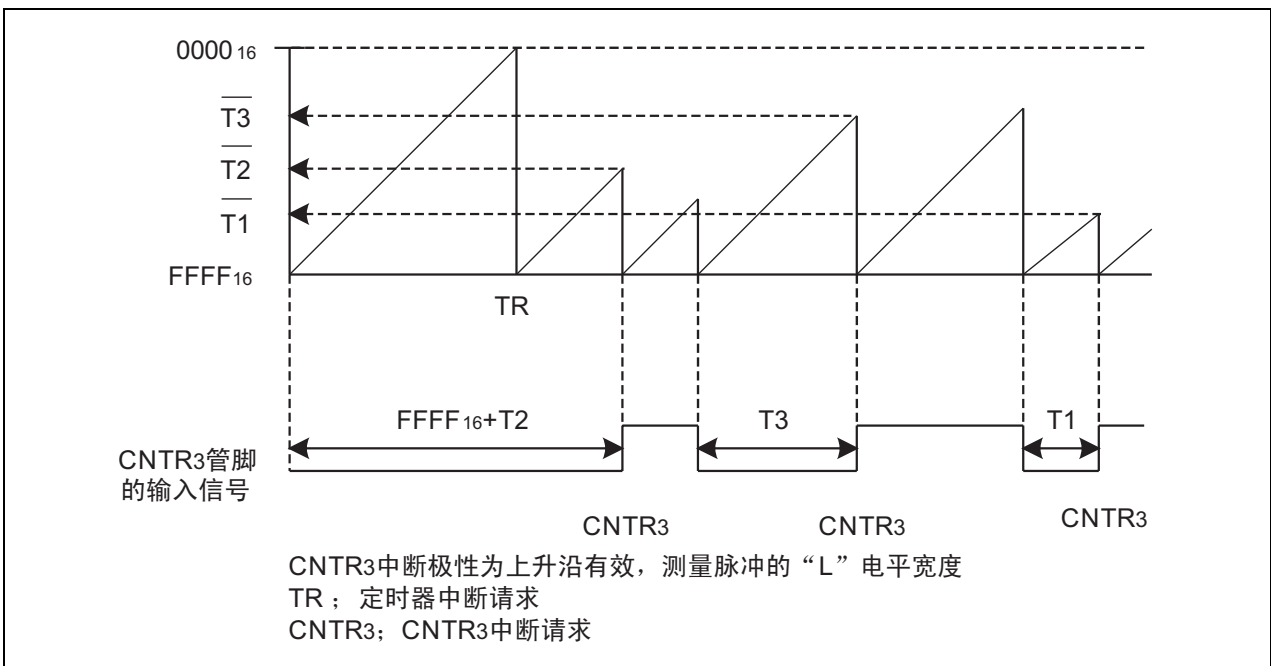 0000 16
T3
T2
T1
FFFF16
TR
FFFF16+T2
T3
T1
CNTR3管脚
的输入信号
CNTR3
CNTR3
CNTR3
CNTR3中断极性为上升沿有效，测量脉冲的“L”电平宽度
TR；定时器中断请求
CNTR3；CNTR3中断请求